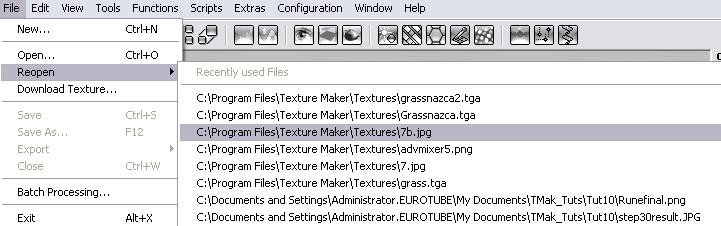 File Edit View Tools Functions Scripts Extras Configuration Window Help
New... Ctrl+N
Open... Ctrl+O
Reopen
Recently used Files
Download Texture...
C:\Program Files\Texture Maker\Textures\grassnazca2.tga
Save Ctrl+S
C:\Program Files\Texture Maker\Textures\Grassnazca.tga
Save As... F12
C:\Program Files\Texture Maker\Textures\7b.jpg
Export
C:\Program Files\Texture Maker\Textures\advmixer5.png
Close Ctrl+W
C:\Program Files\Texture Maker\Textures\7.jpg
Batch Processing...
C:\Program Files\Texture Maker\Textures\grass.tga
C:\Documents and Settings\Administrator.EUROTUBE\My Documents\TMak_Tuts\Tut10\Runefinal.png
Exit Alt+X
C:\Documents and Settings\Administrator.EUROTUBE\My Documents\TMak_Tuts\Tut10\step30result.JPG